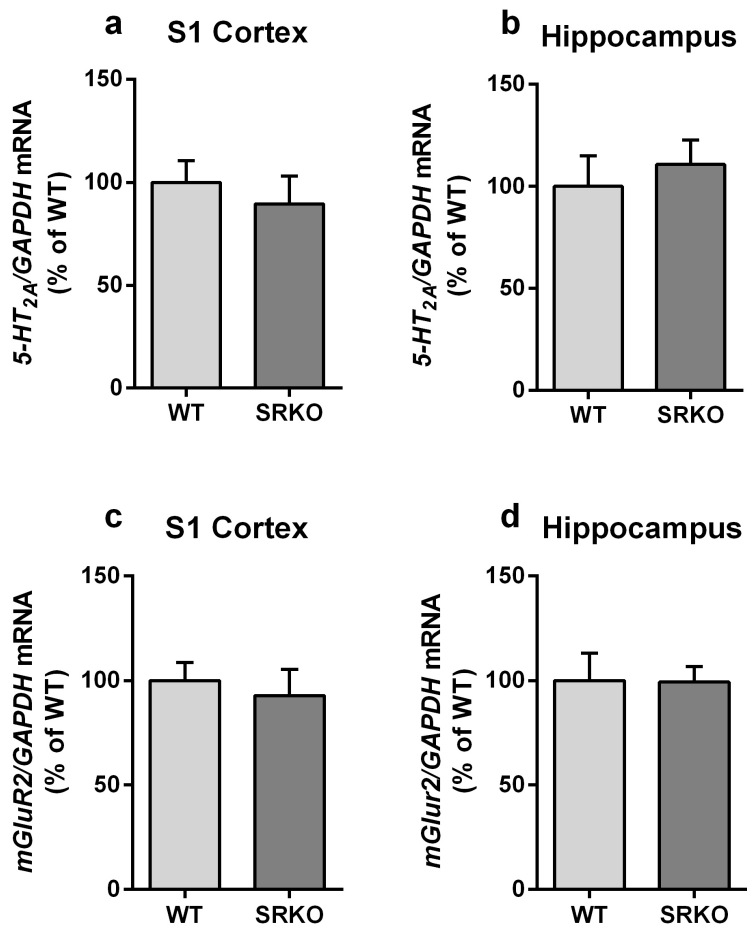 a
S1 Cortex
5-HT2A/GAPDH mRNA
(% of WT)
150
100
50
0
WT
SRKO
b
Hippocampus
5-HT2A/GAPDH mRNA
(% of WT)
150
100
50
0
WT
SRKO
c
S1 Cortex
mGluR2/GAPDH mRNA
(% of WT)
150
100
50
0
WT
SRKO
d
Hippocampus
mGlur2/GAPDH mRNA
(% of WT)
150
100
50
0
WT
SRKO